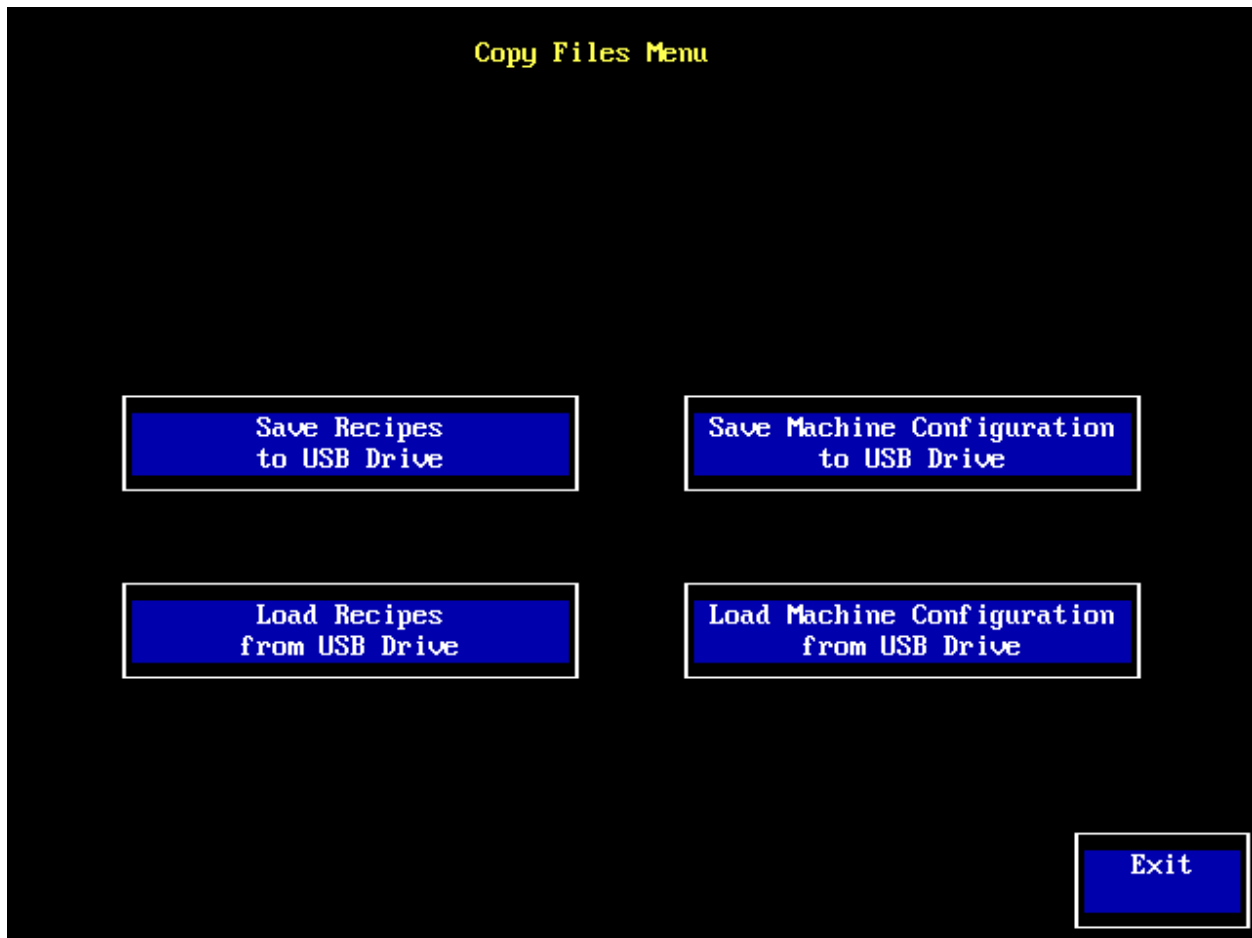 Copy Files Menu
Save Recipes
to USB Drive
Save Machine Configuration
to USB Drive
Load Recipes
from USB Drive
Load Machine Configuration
from USB Drive
Exit